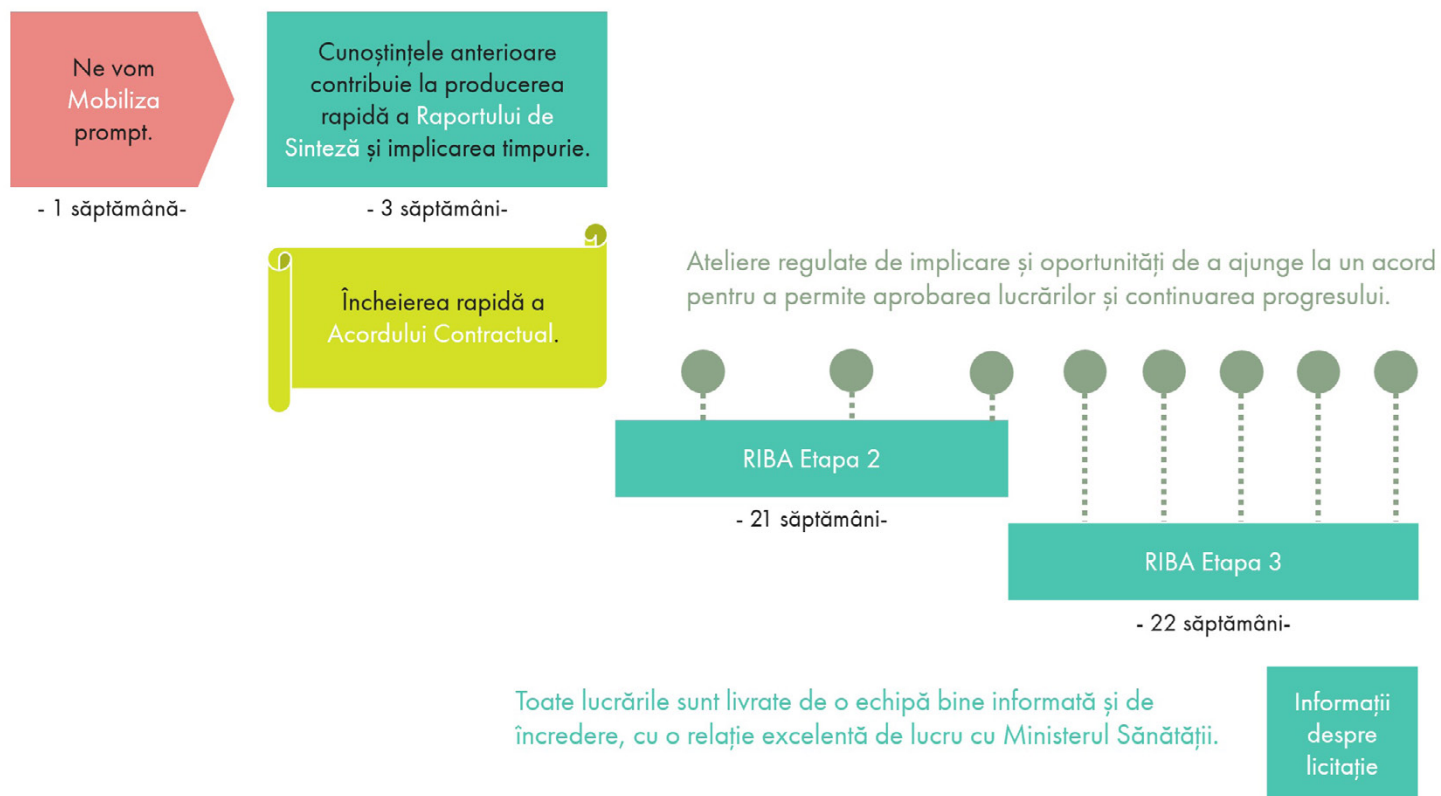 Ne vom
Mobiliza
prompt.
- 1 săptămână-
Cunoștințele anterioare
contribuie la producerea
rapidă a Raportului de
Sinteză și implicarea timpurie.
- 3 săptămâni-
Încheierea rapidă a
Acordului Contractual.
Ateliere regulate de implicare și oportunități de a ajunge la un acord
pentru a permite aprobarea lucrărilor și continuarea progresului.
RIBA Etapa 2
- 21 săptămâni-
RIBA Etapa 3
- 22 săptămâni-
Toate lucrările sunt livrate de o echipă bine informată și de
încredere, cu o relație excelentă de lucru cu Ministerul Sănătății.
Informații
despre
licitație